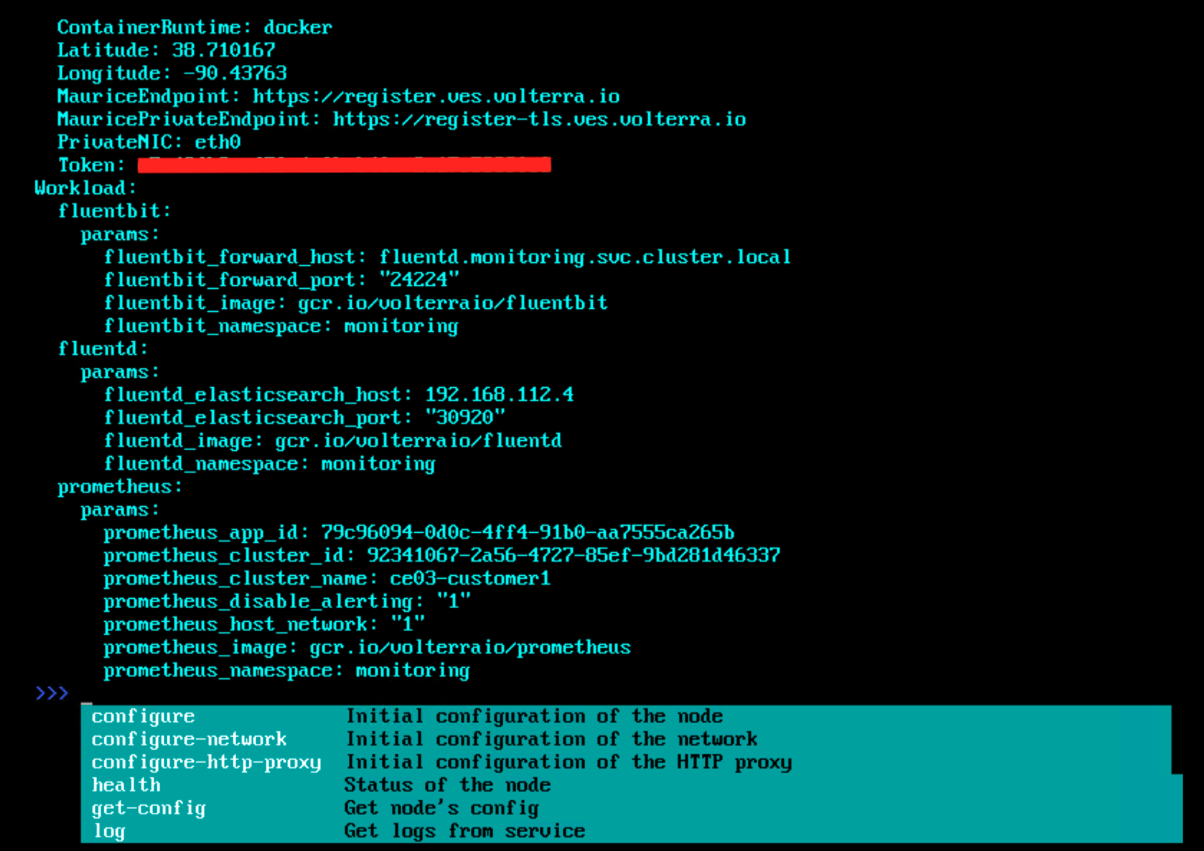 ContainerRuntime: docker
Latitude: 38.710167
Longitude: -90.43763
MauriceEndpoint: https://register.ves.volterra.io
MauricePrivateEndpoint: https://register-tls.ves.volterra.io
PrivateNIC: eth0
Token:
Workload:
fluentbit:
params:
fluentbit_forward_host: fluentd.monitoring.svc.cluster.local
fluentbit_forward_port: "24224"
fluentbit_image: gcr.io/volterraio/fluentbit
fluentbit_namespace: monitoring
fluentd:
params:
fluentd_elasticsearch_host: 192.168.112.4
fluentd_elasticsearch_port: "30920"
fluentd_image: gcr.io/volterraio/fluentd
fluentd_namespace: monitoring
prometheus:
params:
prometheus_app_id: 79c96094-0d0c-4ff4-91b0-aa7555ca265b
prometheus_cluster_id: 92341067-2a56-4727-85ef-9bd281d46337
prometheus_cluster_name: ce03-customer1
prometheus_disable_alerting: "1"
prometheus_host_network: "1"
prometheus_image: gcr.io/volterraio/prometheus
prometheus_namespace: monitoring
>>> _
configure Initial configuration of the node
configure-network Initial configuration of the network
configure-http-proxy Initial configuration of the HTTP proxy
health Status of the node
get-config Get node's config
log Get logs from service